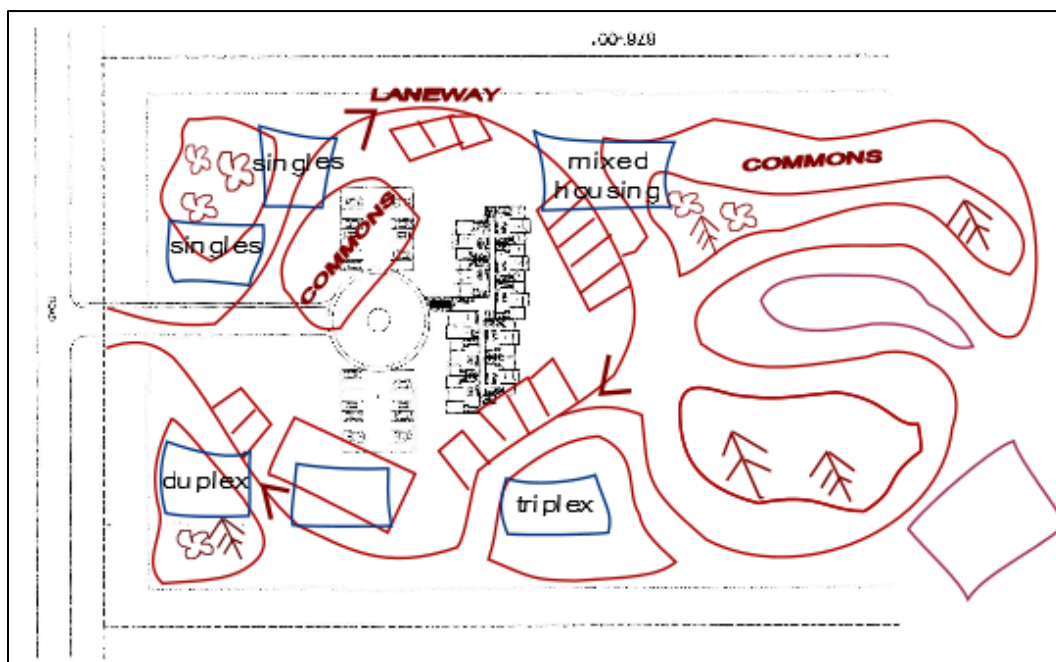 LANEWAY
singles
mixed
housing
COMMONS
COMMONS
singles
duplex
triplex